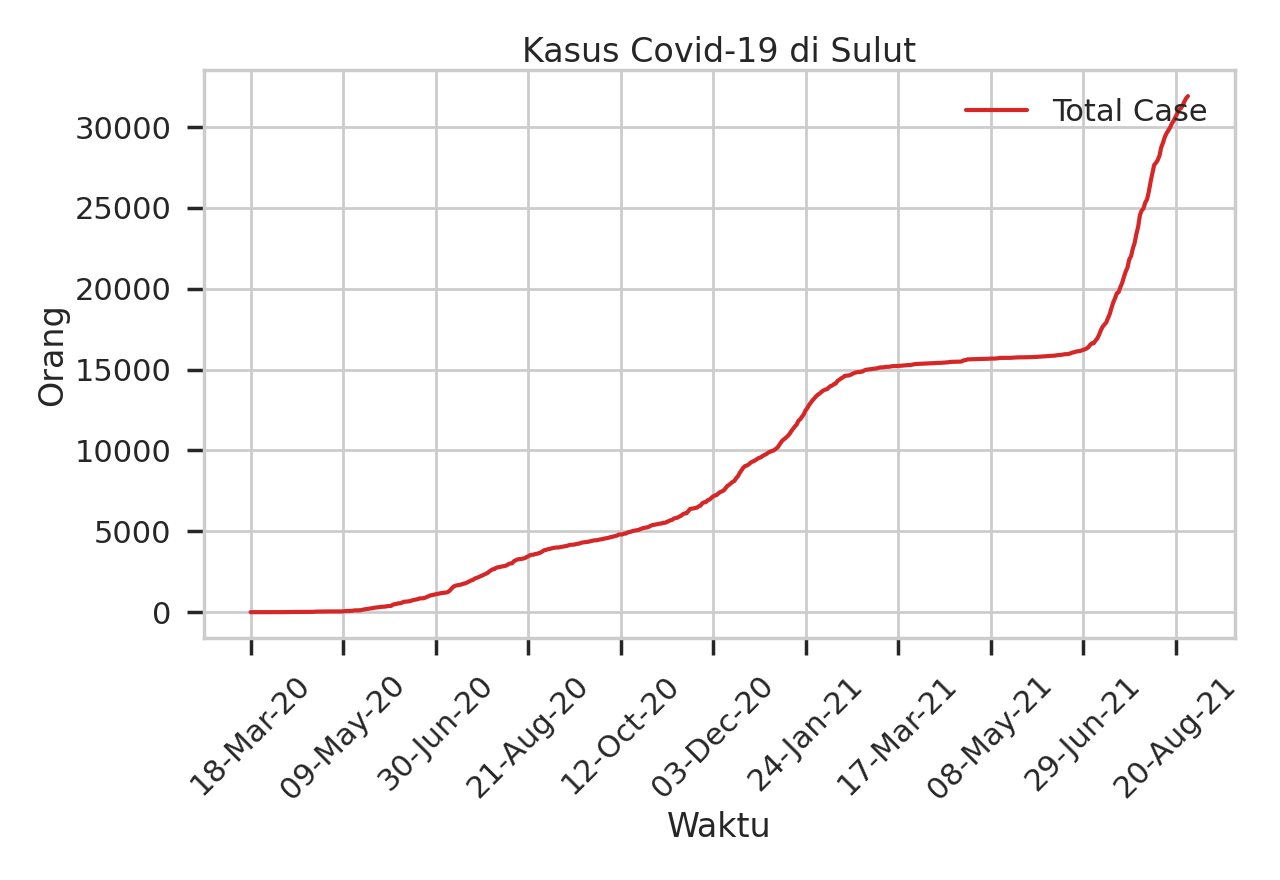 Kasus Covid-19 di Sulut
Total Case
Orang
30000
25000
20000
15000
10000
5000
0
18-Mar-20
09-May-20
30-Jun-20
21-Aug-20
12-Oct-20
03-Dec-20
24-Jan-21
17-Mar-21
08-May-21
29-Jun-21
20-Aug-21
Waktu